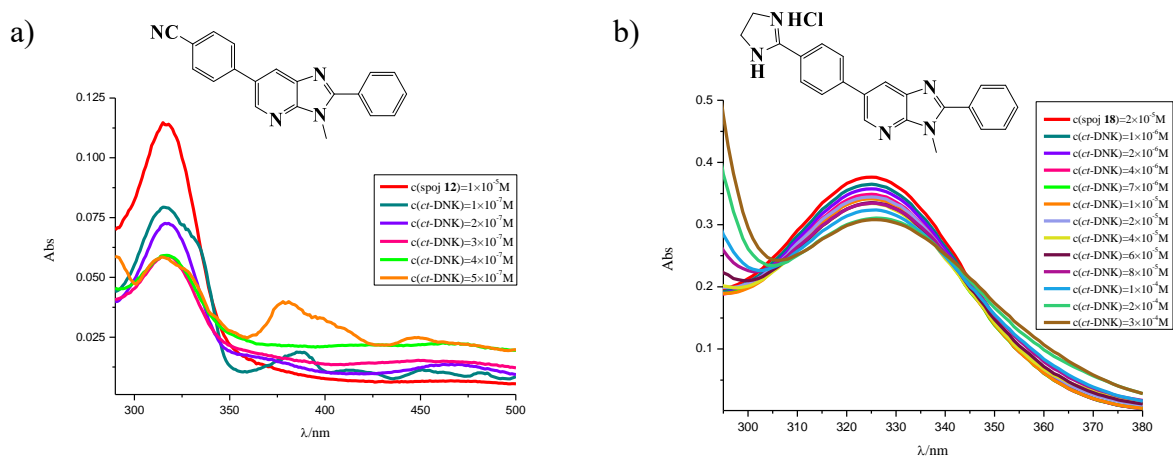 a)
NC
N
N
N
0.125
0.100
0.075
0.050
0.025
Abs
300
350
400
450
500
λ/nm
c(spoj 12)=1×10⁻⁵M
c(ct-DNK)=1×10⁻⁷M
c(ct-DNK)=2×10⁻⁷M
c(ct-DNK)=3×10⁻⁷M
c(ct-DNK)=4×10⁻⁷M
c(ct-DNK)=5×10⁻⁷M
b)
N HCl
N
H
N
N
N
0.5
0.4
0.3
0.2
0.1
Abs
300
310
320
330
340
350
360
370
380
λ/nm
c(spoj 18)=2×10⁻⁵M
c(ct-DNK)=1×10⁻⁶M
c(ct-DNK)=2×10⁻⁶M
c(ct-DNK)=4×10⁻⁶M
c(ct-DNK)=7×10⁻⁶M
c(ct-DNK)=1×10⁻⁵M
c(ct-DNK)=2×10⁻⁵M
c(ct-DNK)=4×10⁻⁵M
c(ct-DNK)=6×10⁻⁵M
c(ct-DNK)=8×10⁻⁵M
c(ct-DNK)=1×10⁻⁴M
c(ct-DNK)=2×10⁻⁴M
c(ct-DNK)=3×10⁻⁴M